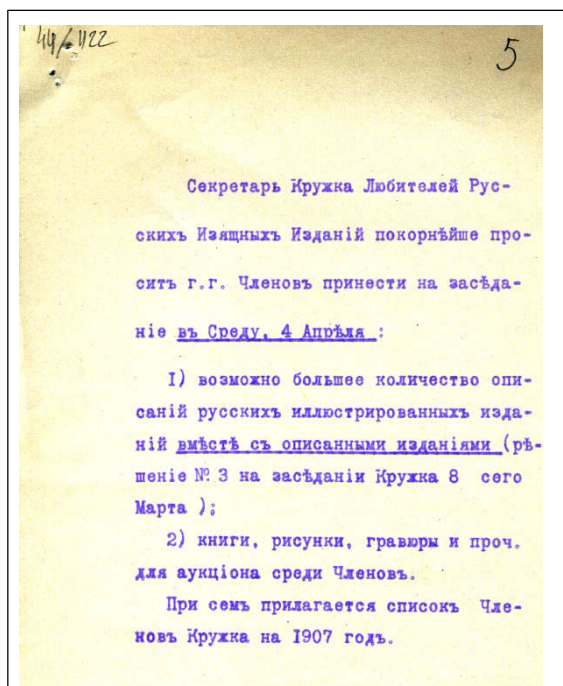 44/1122
5
Секретарь Кружка Любителей Рус-
скихъ Изящныхъ Изданій покорнѣйше про-
ситъ г.г. Членовъ принести на засѣда-
ніе въ Среду, 4 Апрѣля :
I) возможно большее количество опи-
саній русскихъ иллюстрированныхъ изда-
ній вмѣстѣ съ описанными изданіями (рѣ-
шеніе № 3 на засѣданіи Кружка 8 сего
Марта );
2) книги, рисунки, гравюры и проч.
для аукціона среди Членовъ.
При семъ прилагается списокъ Чле-
новъ Кружка на I907 годъ.